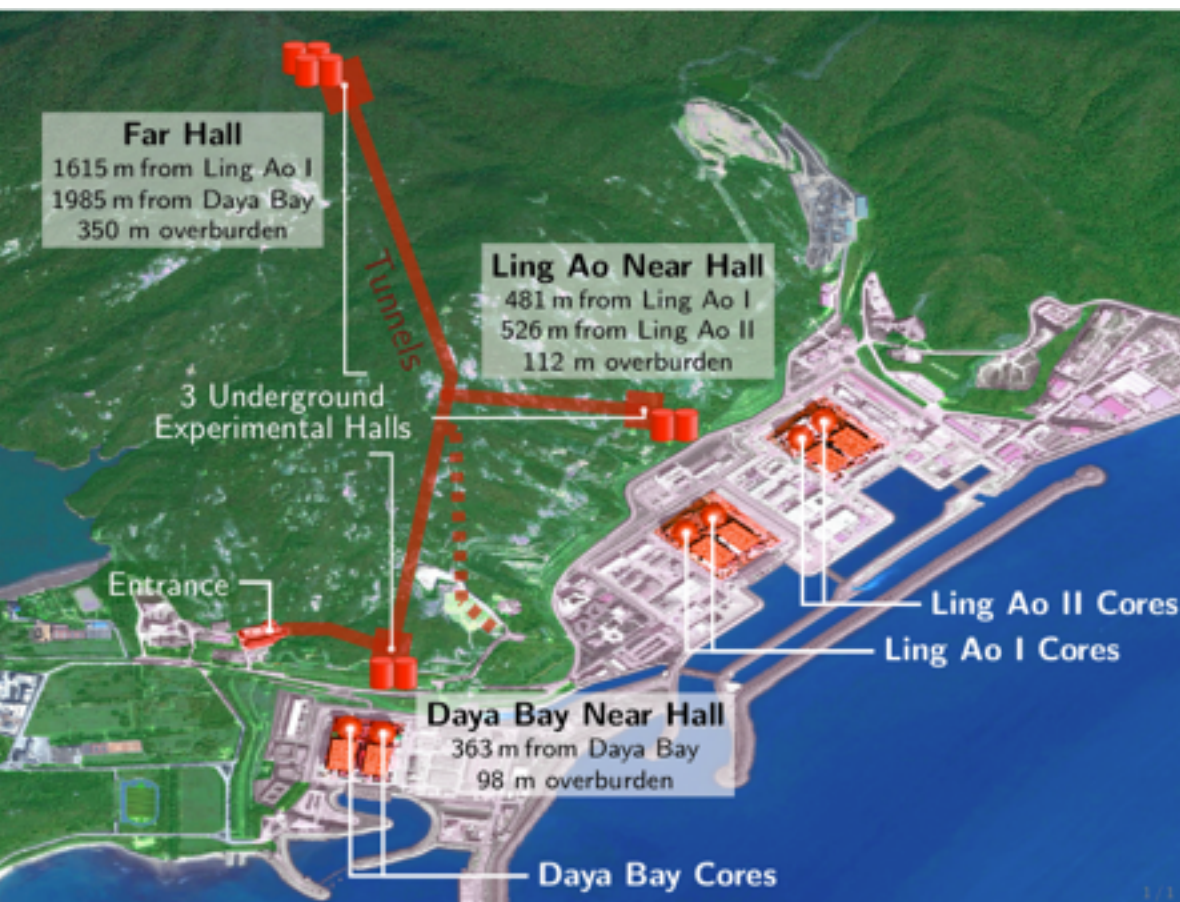 Far Hall
1615 m from Ling Ao I
1985 m from Daya Bay
350 m overburden
Tunnels
Ling Ao Near Hall
481 m from Ling Ao I
526 m from Ling Ao II
112 m overburden
3 Underground
Experimental Halls
Entrance
Ling Ao II Cores
Ling Ao I Cores
Daya Bay Near Hall
363 m from Daya Bay
98 m overburden
Daya Bay Cores
1 / 1